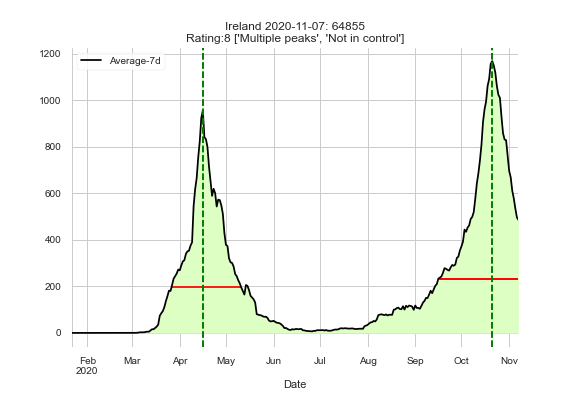 Ireland 2020-11-07: 64855
Rating:8 ['Multiple peaks', 'Not in control']
Average-7d
1200
1000
800
600
400
200
0
Feb Mar Apr May Jun Jul Aug Sep Oct Nov
2020
Date